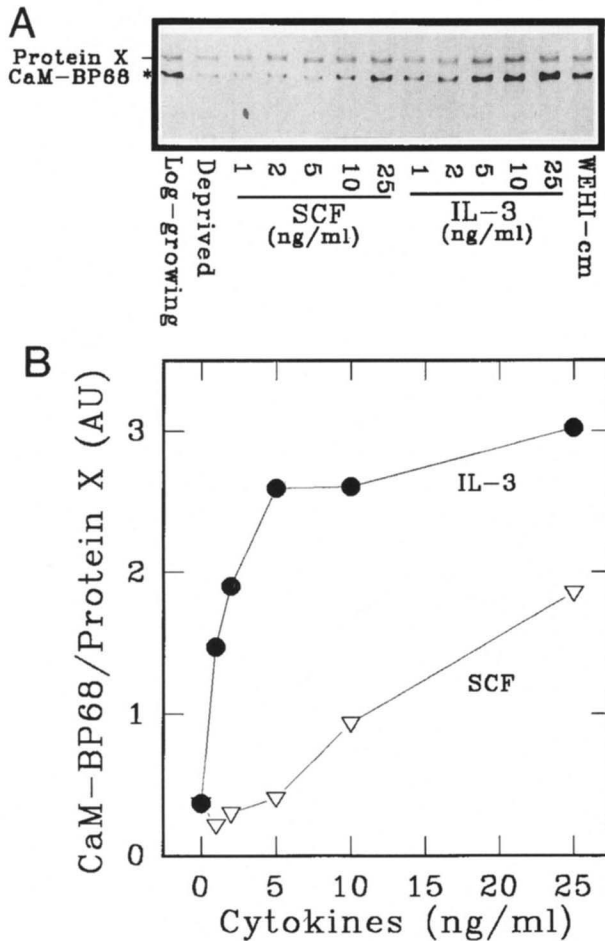 A
Protein X –
CaM–BP68 *
Log–growing
Deprived
1 2 5 10 25
SCF
(ng/ml)
1 2 5 10 25
IL–3
(ng/ml)
WEHI–cm
B
CaM–BP68/Protein X (AU)
3
2
1
0
IL–3
SCF
0 5 10 15 20 25
Cytokines (ng/ml)